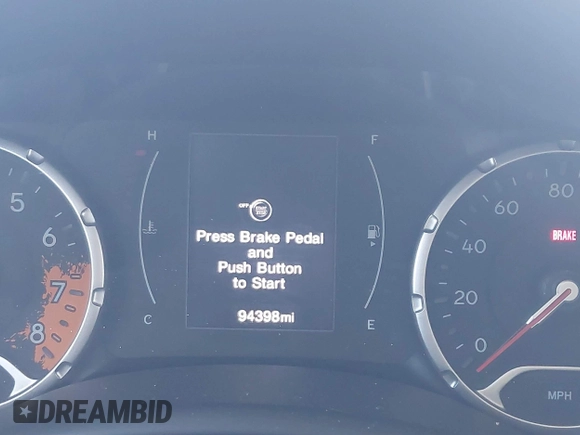 H
F
5
6
7
8
OFF
START
STOP
Press Brake Pedal
and
Push Button
to Start
94398mi
C
E
80
60
40
20
0
BRAKE
MPH
DREAMBID